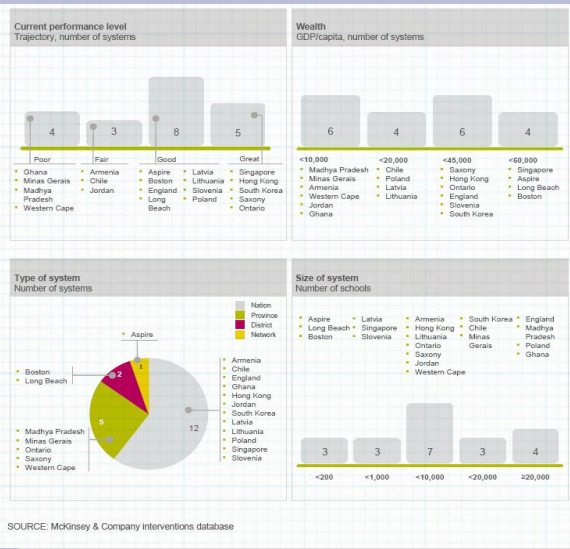 Current performance level
Trajectory, number of systems
4
3
8
5
Poor
Fair
Good
Great
Ghana
Minas Gerais
Madhya
Pradesh
Western Cape
Armenia
Chile
Jordan
Aspire
Boston
England
Long
Beach
Latvia
Lithuania
Slovenia
Poland
Singapore
Hong Kong
South Korea
Saxony
Ontario
Wealth
GDP/capita, number of systems
6
4
6
4
<10,000
<20,000
<45,000
<60,000
Madhya Pradesh
Minas Gerais
Armenia
Western Cape
Jordan
Ghana
Chile
Poland
Latvia
Lithuania
Saxony
Hong Kong
Ontario
England
Slovenia
South Korea
Singapore
Aspire
Long Beach
Boston
Type of system
Number of systems
Nation
Province
District
Network
Aspire
1
Boston
Long Beach
2
Madhya Pradesh
Minas Gerais
Ontario
Saxony
Western Cape
5
12
Armenia
Chile
England
Ghana
Hong Kong
Jordan
South Korea
Latvia
Lithuania
Poland
Singapore
Slovenia
Size of system
Number of schools
Aspire
Long Beach
Boston
Latvia
Singapore
Slovenia
Armenia
Hong Kong
Lithuania
Ontario
Saxony
Jordan
Western Cape
South Korea
Chile
Minas
Gerais
England
Madhya
Pradesh
Poland
Ghana
3
3
7
3
4
<200
<1,000
<10,000
<20,000
≥20,000
SOURCE: McKinsey & Company interventions database